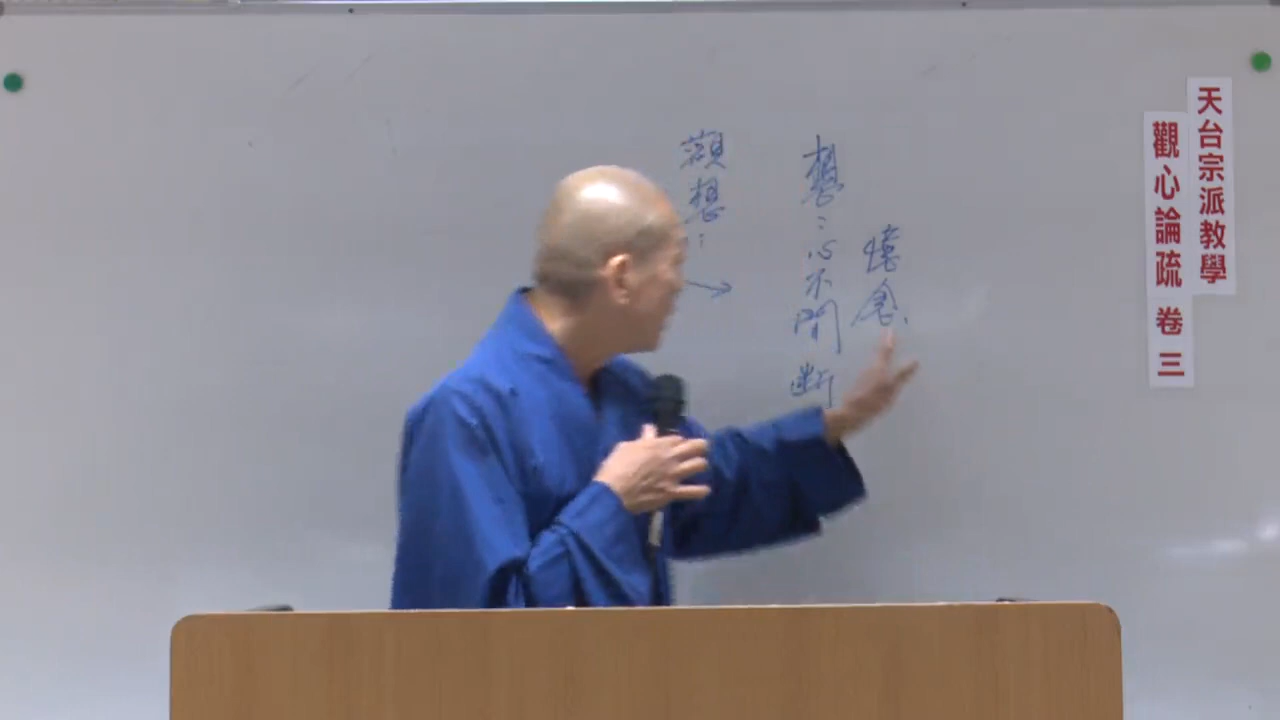 天台宗派教學
觀心論疏 卷三
憶念
想：心不間斷
觀想：→